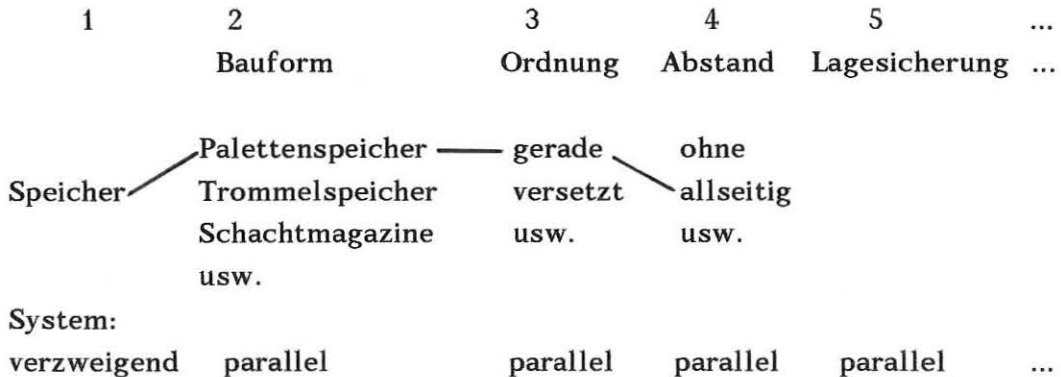 1 2 3 4 5 ...
Bauform Ordnung Abstand Lagesicherung ...
Palettenspeicher gerade ohne
Speicher Trommelspeicher versetzt allseitig
Schachtmagazine usw. usw.
usw.
System:
verzweigend parallel parallel parallel parallel ...